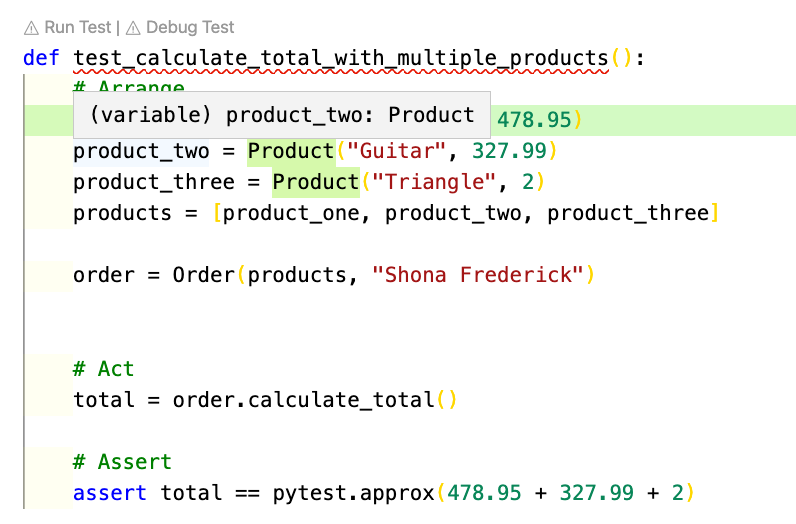 Run Test | Debug Test
def test_calculate_total_with_multiple_products():
# Arrange
(variable) product_two: Product
478.95)
product_two = Product("Guitar", 327.99)
product_three = Product("Triangle", 2)
products = [product_one, product_two, product_three]
order = Order(products, "Shona Frederick")
# Act
total = order.calculate_total()
# Assert
assert total == pytest.approx(478.95 + 327.99 + 2)